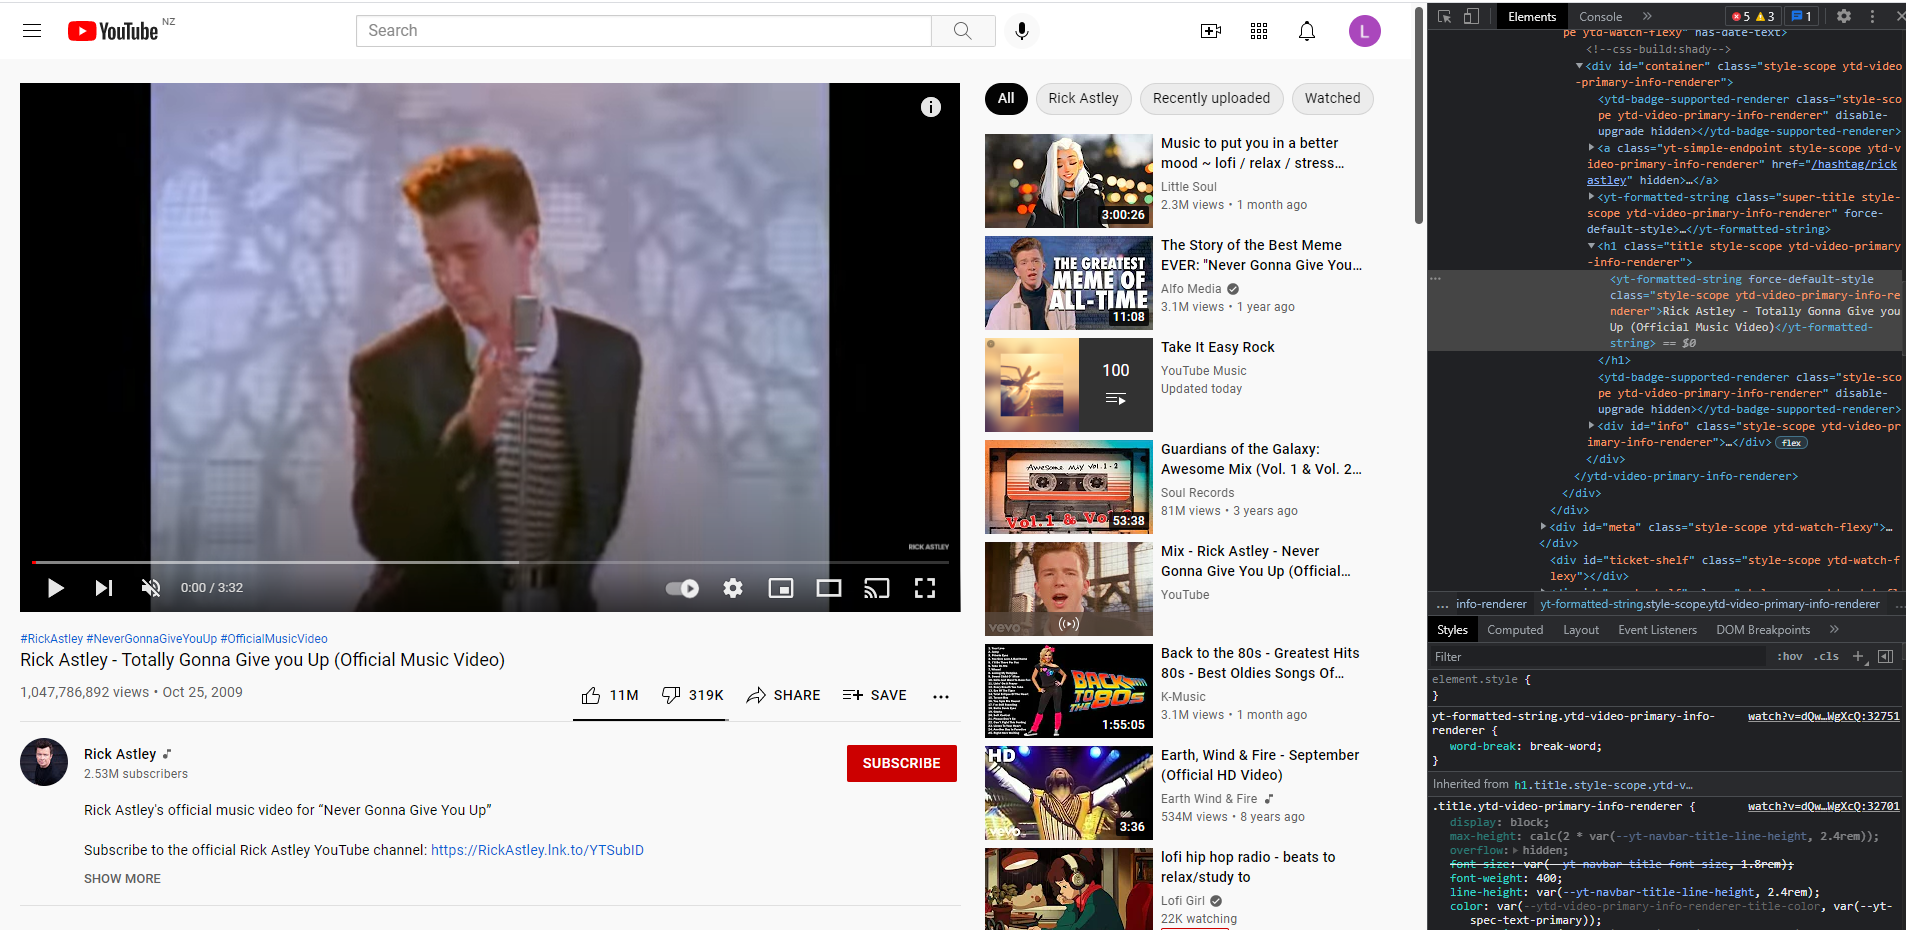 YouTube NZ
Search
L
RICK ASTLEY
0:00 / 3:32
#RickAstley #NeverGonnaGiveYouUp #OfficialMusicVideo
Rick Astley - Totally Gonna Give you Up (Official Music Video)
1,047,786,892 views • Oct 25, 2009
11M 319K SHARE SAVE ...
Rick Astley
2.53M subscribers
SUBSCRIBE
Rick Astley's official music video for “Never Gonna Give You Up”
Subscribe to the official Rick Astley YouTube channel: https://RickAstley.lnk.to/YTSubID
SHOW MORE
All Rick Astley Recently uploaded Watched
3:00:26
Music to put you in a better
mood ~ lofi / relax / stress...
Little Soul
2.3M views • 1 month ago
THE GREATEST
MEME OF
ALL-TIME
11:08
The Story of the Best Meme
EVER: "Never Gonna Give You...
Alfo Media
3.1M views • 1 year ago
100
Take It Easy Rock
YouTube Music
Updated today
Awesome Mix Vol. 1 - 2
Vol.1 & Vo
53:38
Guardians of the Galaxy:
Awesome Mix (Vol. 1 & Vol. 2...
Soul Records
81M views • 3 years ago
vevo
Mix - Rick Astley - Never
Gonna Give You Up (Official...
YouTube
BACK
TO THE 80s
1:55:05
Back to the 80s - Greatest Hits
80s - Best Oldies Songs Of...
K-Music
3.1M views • 1 month ago
HD
vevo
3:36
Earth, Wind & Fire - September
(Official HD Video)
Earth Wind & Fire
534M views • 8 years ago
lofi hip hop radio - beats to
relax/study to
Lofi Girl
22K watching
Elements Console » 5 3 1
pe ytd-watch-flexy" has-date-text>
<!--css-build:shady-->
<div id="container" class="style-scope ytd-video
-primary-info-renderer">
<ytd-badge-supported-renderer class="style-sco
pe ytd-video-primary-info-renderer" disable-
upgrade hidden></ytd-badge-supported-renderer>
<a class="yt-simple-endpoint style-scope ytd-v
ideo-primary-info-renderer" href="/hashtag/rick
astley" hidden>…</a>
<yt-formatted-string class="super-title style-
scope ytd-video-primary-info-renderer" force-
default-style>…</yt-formatted-string>
<h1 class="title style-scope ytd-video-primary
-info-renderer">
<yt-formatted-string force-default-style
class="style-scope ytd-video-primary-info-re
nderer">Rick Astley - Totally Gonna Give you
Up (Official Music Video)</yt-formatted-
string> == $0
</h1>
<ytd-badge-supported-renderer class="style-sco
pe ytd-video-primary-info-renderer" disable-
upgrade hidden></ytd-badge-supported-renderer>
<div id="info" class="style-scope ytd-video-pr
imary-info-renderer">…</div> flex
</div>
</ytd-video-primary-info-renderer>
</div>
</div>
<div id="meta" class="style-scope ytd-watch-flexy">…
</div>
<div id="ticket-shelf" class="style-scope ytd-watch-f
lexy"></div>
... info-renderer yt-formatted-string.style-scope.ytd-video-primary-info-renderer ...
Styles Computed Layout Event Listeners DOM Breakpoints »
Filter :hov .cls +
element.style {
}
yt-formatted-string.ytd-video-primary-info- watch?v=dQw…WgXcQ:32751
renderer {
word-break: break-word;
}
Inherited from h1.title.style-scope.ytd-v…
.title.ytd-video-primary-info-renderer { watch?v=dQw…WgXcQ:32701
display: block;
max-height: calc(2 * var(--yt-navbar-title-line-height, 2.4rem));
overflow: hidden;
font-size: var(--yt-navbar-title-font-size, 1.8rem);
font-weight: 400;
line-height: var(--yt-navbar-title-line-height, 2.4rem);
color: var(--ytd-video-primary-info-renderer-title-color, var(--yt-
spec-text-primary));